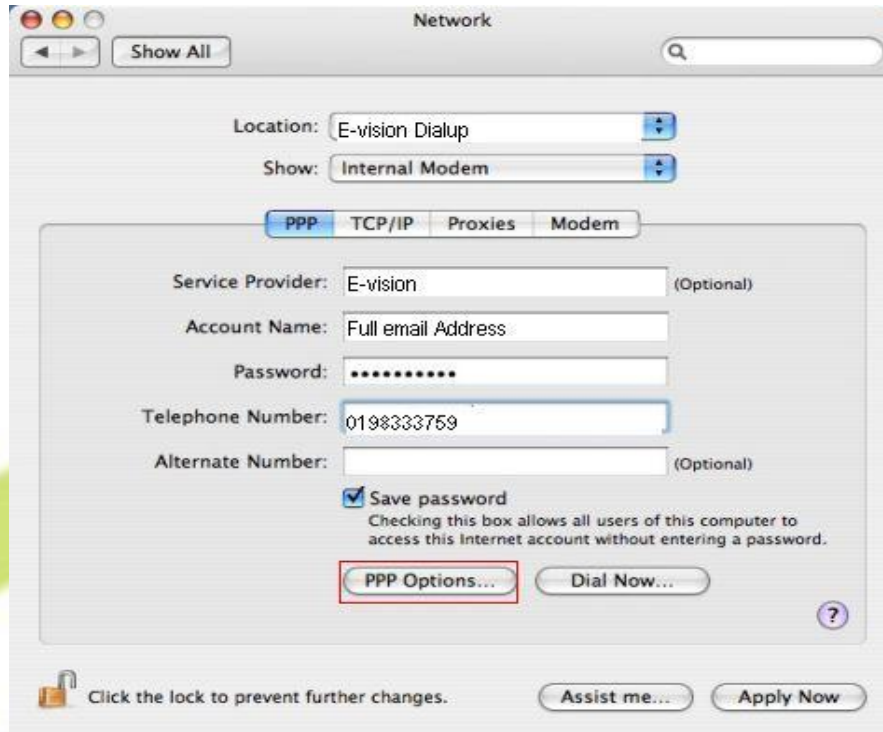 Network
Show All
Location: E-vision Dialup
Show: Internal Modem
PPP TCP/IP Proxies Modem
Service Provider: E-vision (Optional)
Account Name: Full email Address
Password: ••••••••••
Telephone Number: 0198333759
Alternate Number: (Optional)
Save password
Checking this box allows all users of this computer to
access this Internet account without entering a password.
PPP Options... Dial Now...
?
Click the lock to prevent further changes. Assist me... Apply Now